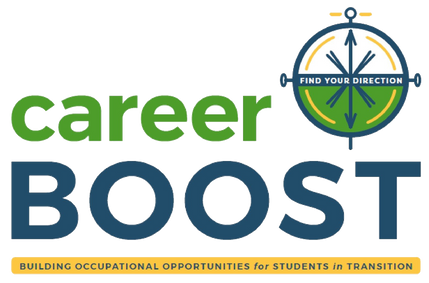 FIND YOUR DIRECTION
career
BOOST
BUILDING OCCUPATIONAL OPPORTUNITIES for STUDENTS in TRANSITION